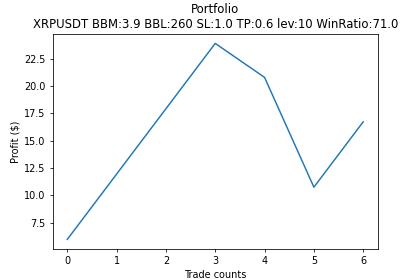 Portfolio
XRPUSDT BBM:3.9 BBL:260 SL:1.0 TP:0.6 lev:10 WinRatio:71.0
22.5
20.0
17.5
15.0
12.5
10.0
7.5
Profit ($)
0 1 2 3 4 5 6
Trade counts